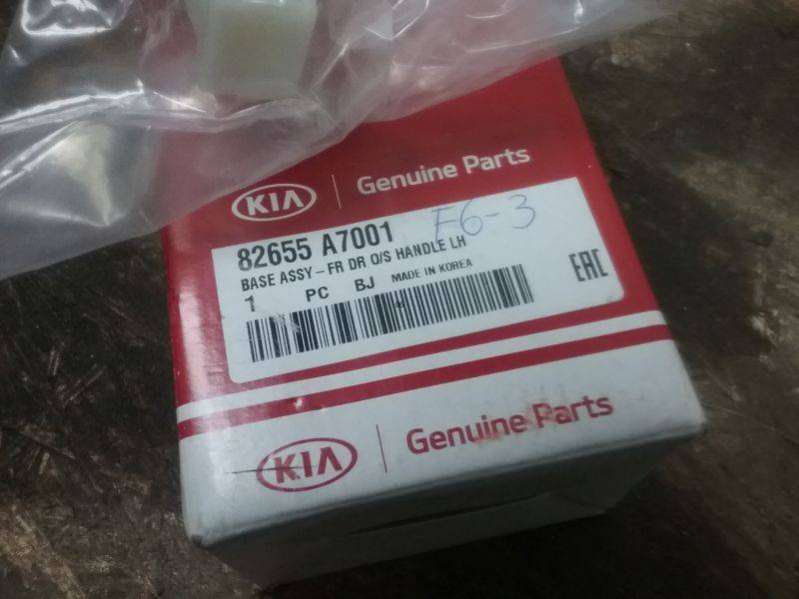 KIA Genuine Parts
F6-3
82655 A7001
BASE ASSY-FR DR O/S HANDLE LH
1 PC BJ MADE IN KOREA
EAC
KIA Genuine Parts